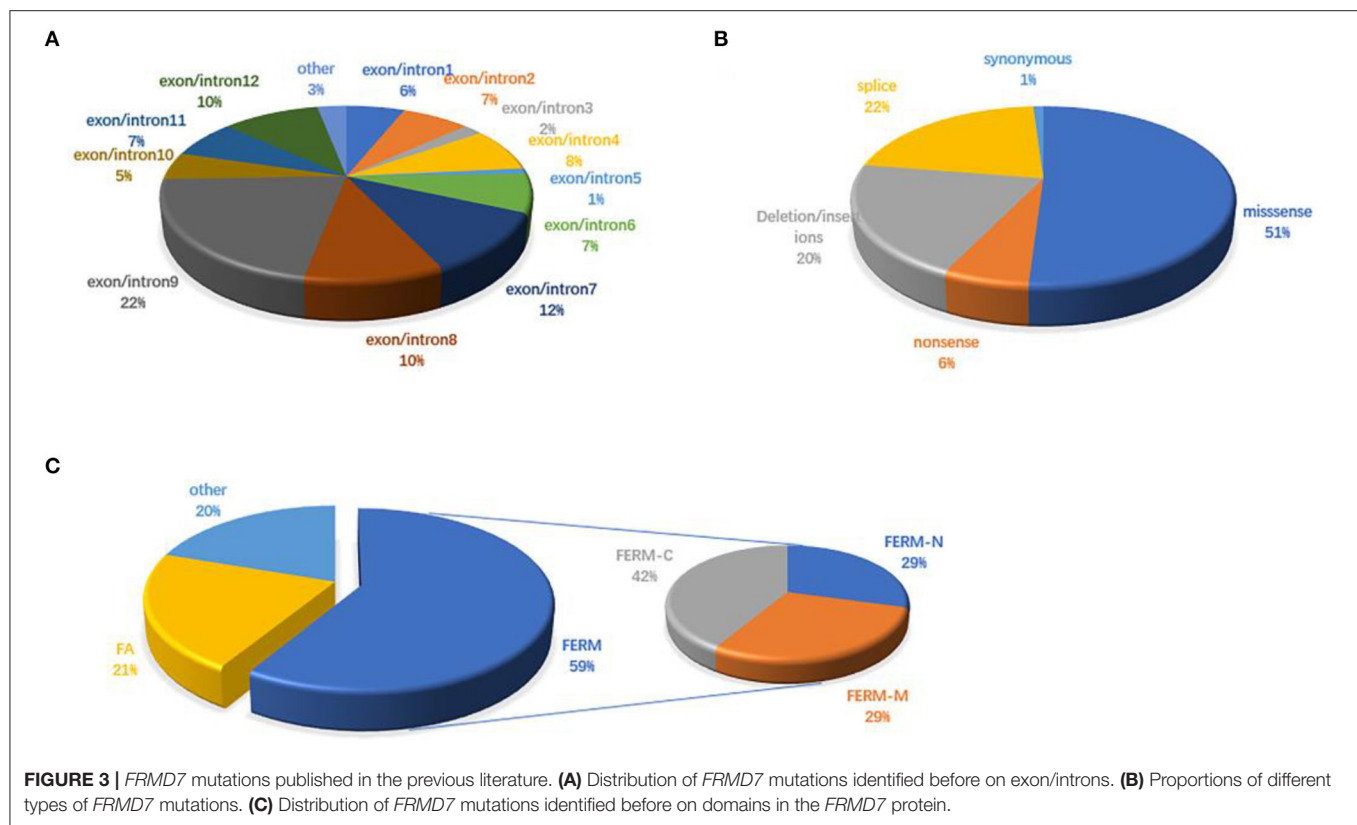 A
other
3%
exon/intron1
6%
exon/intron2
7%
exon/intron3
2%
exon/intron4
8%
exon/intron5
1%
exon/intron6
7%
exon/intron7
12%
exon/intron8
10%
exon/intron9
22%
exon/intron10
5%
exon/intron11
7%
exon/intron12
10%
B
synonymous
1%
splice
22%
Deletion/insert
ions
20%
nonsense
6%
misssense
51%
C
other
20%
FA
21%
FERM
59%
FERM-C
42%
FERM-N
29%
FERM-M
29%
FIGURE 3 | FRMD7 mutations published in the previous literature. (A) Distribution of FRMD7 mutations identified before on exon/introns. (B) Proportions of different
types of FRMD7 mutations. (C) Distribution of FRMD7 mutations identified before on domains in the FRMD7 protein.